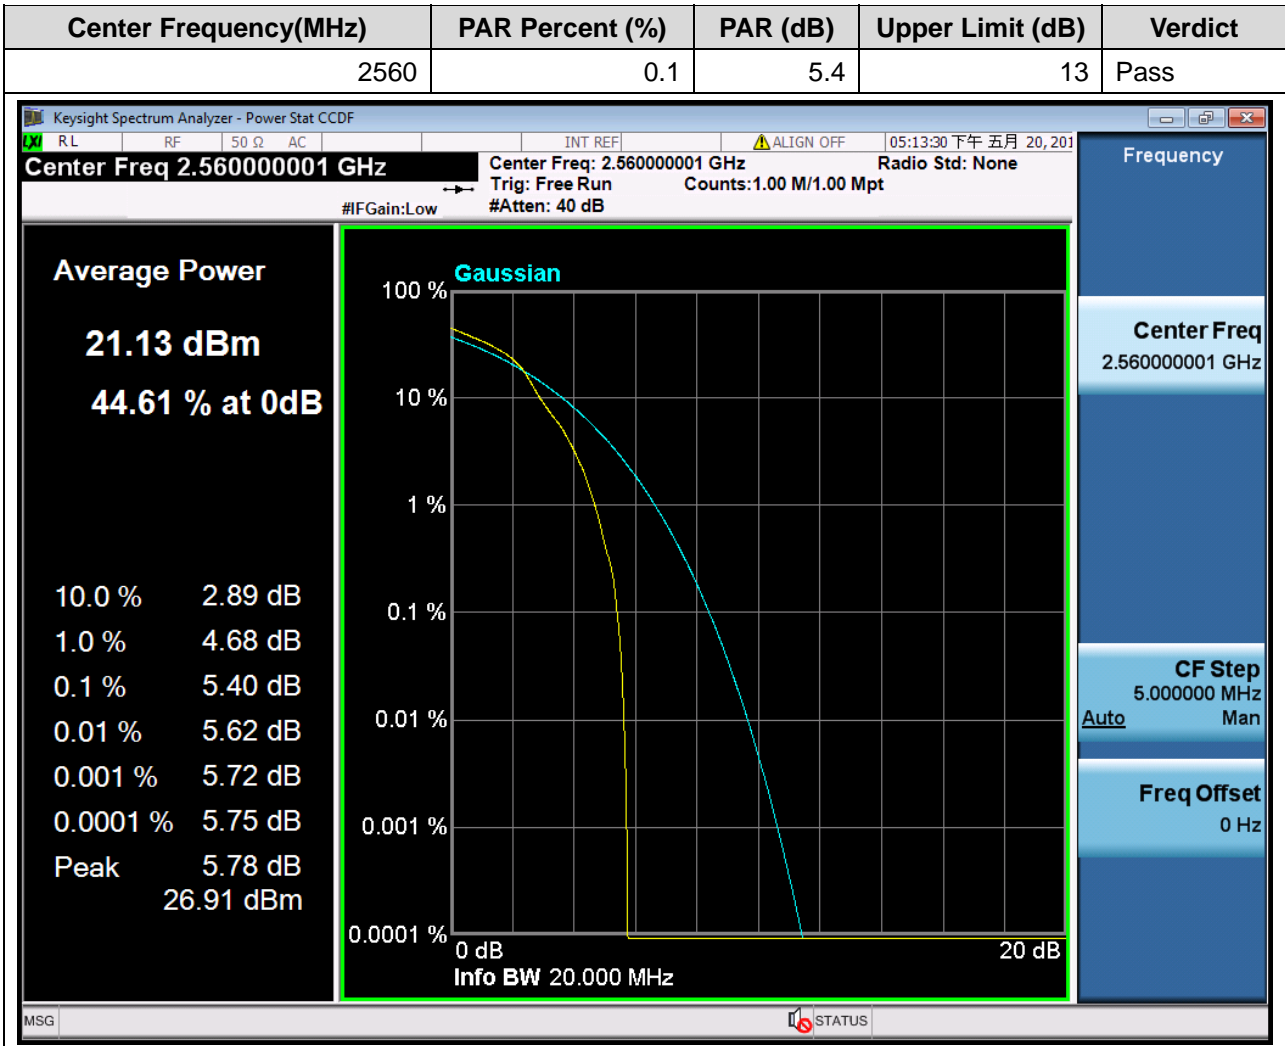 Center Frequency(MHz) PAR Percent (%) PAR (dB) Upper Limit (dB) Verdict
2560 0.1 5.4 13 Pass
Keysight Spectrum Analyzer - Power Stat CCDF
LXI RL RF 50 Ω AC INT REF ALIGN OFF 05:13:30 下午 五月 20, 201
Center Freq 2.560000001 GHz
Center Freq: 2.560000001 GHz Radio Std: None
Trig: Free Run Counts:1.00 M/1.00 Mpt
#IFGain:Low #Atten: 40 dB
Average Power
21.13 dBm
44.61 % at 0dB
10.0 % 2.89 dB
1.0 % 4.68 dB
0.1 % 5.40 dB
0.01 % 5.62 dB
0.001 % 5.72 dB
0.0001 % 5.75 dB
Peak 5.78 dB
26.91 dBm
Gaussian
100 %
10 %
1 %
0.1 %
0.01 %
0.001 %
0.0001 %
0 dB 20 dB
Info BW 20.000 MHz
Frequency
Center Freq
2.560000001 GHz
CF Step
5.000000 MHz
Auto Man
Freq Offset
0 Hz
MSG STATUS